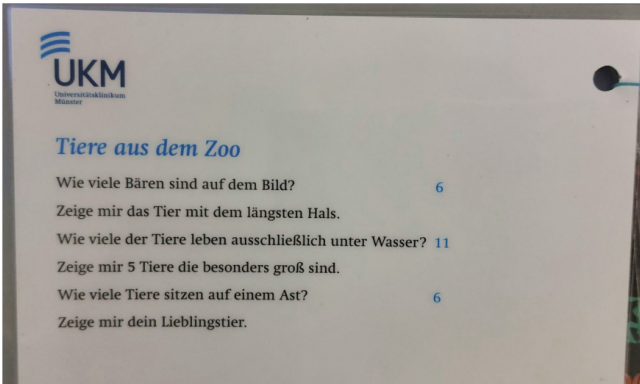 UKM
Universitätsklinikum
Münster
Tiere aus dem Zoo
Wie viele Bären sind auf dem Bild? 6
Zeige mir das Tier mit dem längsten Hals.
Wie viele der Tiere leben ausschließlich unter Wasser? 11
Zeige mir 5 Tiere die besonders groß sind.
Wie viele Tiere sitzen auf einem Ast? 6
Zeige mir dein Lieblingstier.